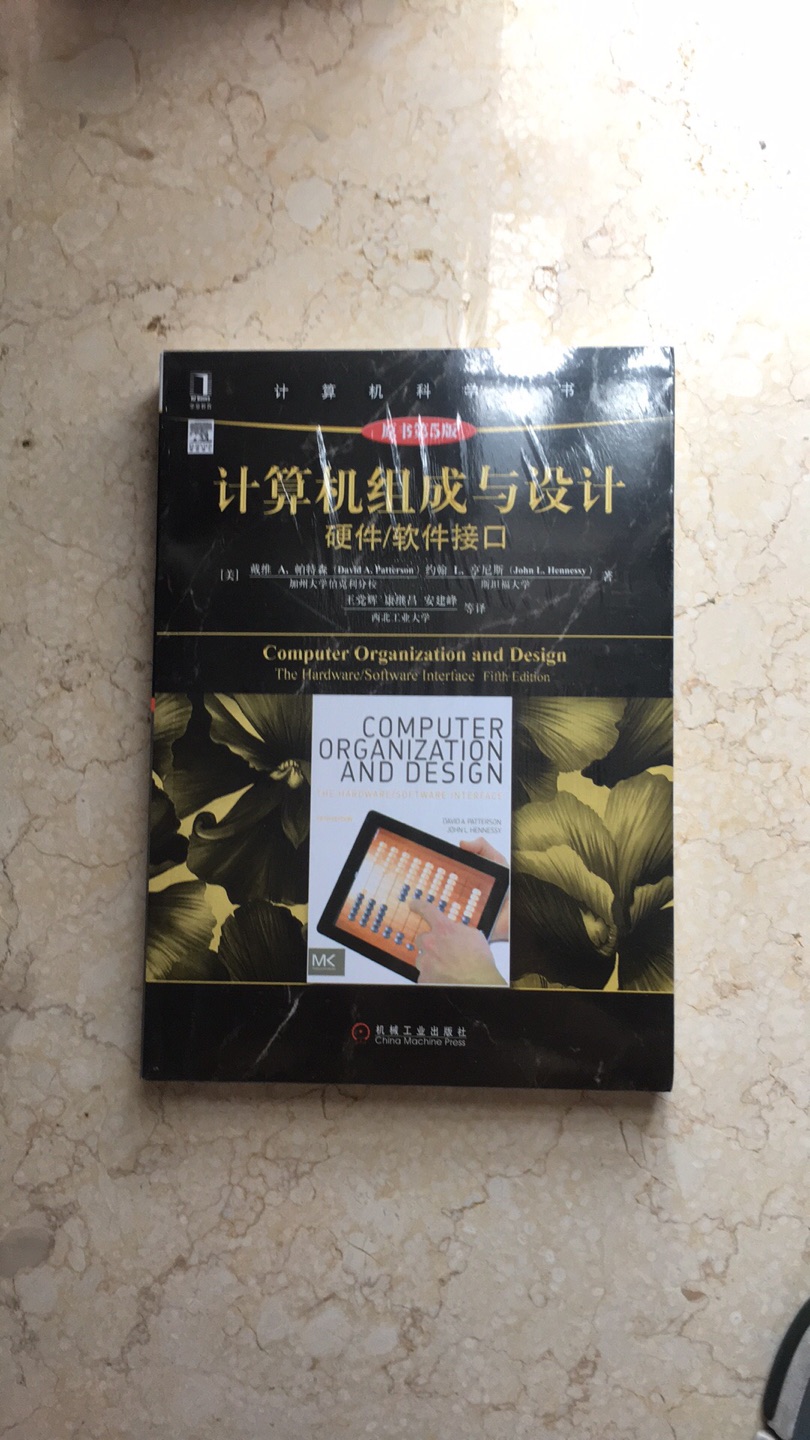 计 算 机 科 学 书
原书第5版
计算机组成与设计
硬件/软件接口
[美] 戴维 A. 帕特森 (David A. Patterson) 约翰 L. 亨尼斯 (John L. Hennessy) 著
加州大学伯克利分校 斯坦福大学
王党辉 康继昌 安建峰 等译
西北工业大学
Computer Organization and Design
The Hardware/Software Interface Fifth Edition
COMPUTER
ORGANIZATION
AND DESIGN
THE HARDWARE/SOFTWARE INTERFACE
DAVID A. PATTERSON
JOHN L. HENNESSY
MK
机械工业出版社
China Machine Press